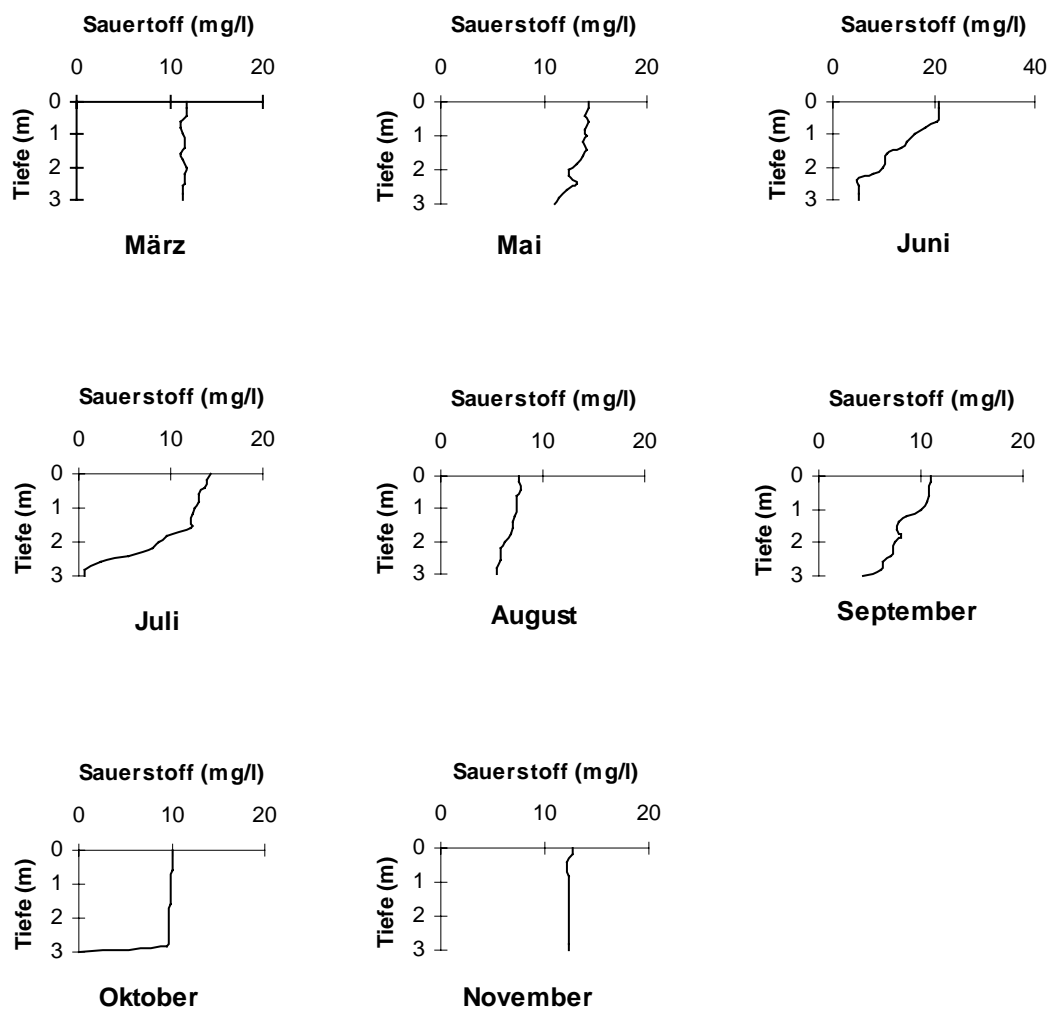 Sauertoff (mg/l)
0 10 20
Tiefe (m)
0
1
2
3
März
Sauerstoff (mg/l)
0 10 20
Tiefe (m)
0
1
2
3
Mai
Sauerstoff (mg/l)
0 20 40
Tiefe (m)
0
1
2
3
Juni
Sauerstoff (mg/l)
0 10 20
Tiefe (m)
0
1
2
3
Juli
Sauerstoff (mg/l)
0 10 20
Tiefe (m)
0
1
2
3
August
Sauerstoff (mg/l)
0 10 20
Tiefe (m)
0
1
2
3
September
Sauerstoff (mg/l)
0 10 20
Tiefe (m)
0
1
2
3
Oktober
Sauerstoff (mg/l)
0 10 20
Tiefe (m)
0
1
2
3
November